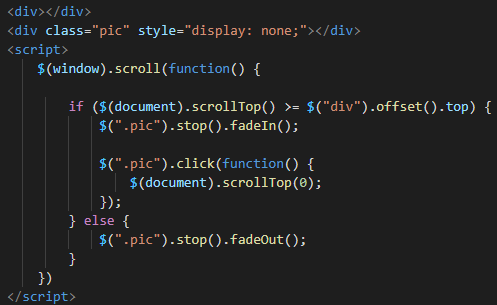 <div></div>
<div class="pic" style="display: none;"></div>
<script>
    $(window).scroll(function() {

        if ($(document).scrollTop() >= $("div").offset().top) {
            $(".pic").stop().fadeIn();

            $(".pic").click(function() {
                $(document).scrollTop(0);
            });
        } else {
            $(".pic").stop().fadeOut();
        }
    })
</script>